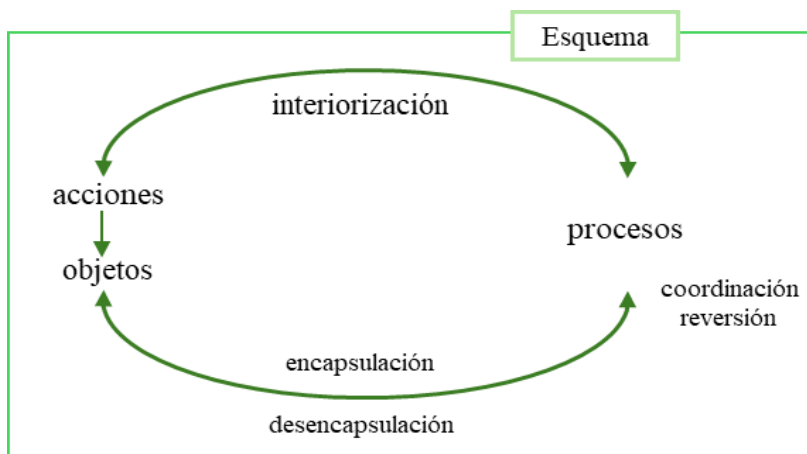 Esquema
interiorización
acciones
procesos
objetos
coordinación
reversión
encapsulación
desencapsulación